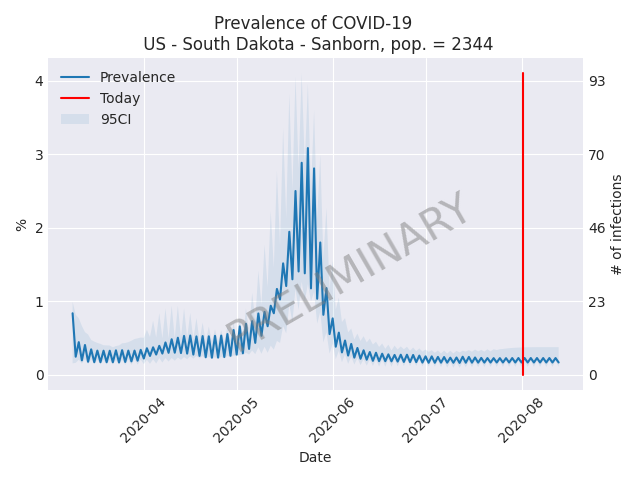 Prevalence of COVID-19
US - South Dakota - Sanborn, pop. = 2344
Prevalence
Today
95CI
4
3
2
1
0
%
93
70
46
23
0
# of infections
PRELIMINARY
2020-04
2020-05
2020-06
2020-07
2020-08
Date